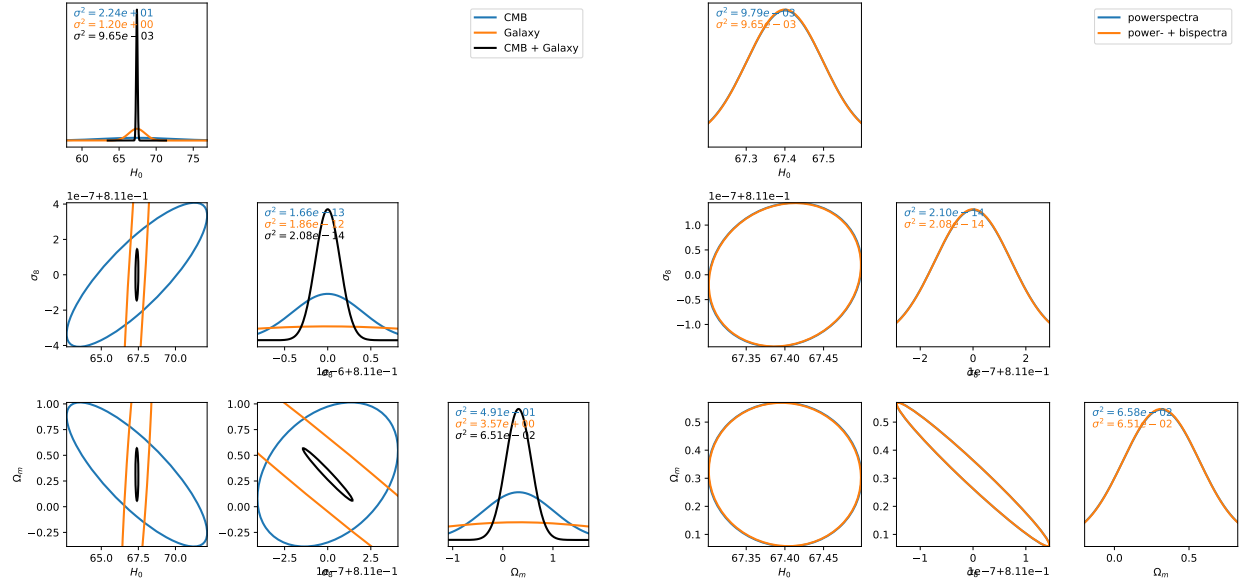 σ² = 2.24e + 01
σ² = 1.20e + 00
σ² = 9.65e − 03
60 65 70 75
H₀
CMB
Galaxy
CMB + Galaxy
σ² = 9.79e − 03
σ² = 9.65e − 03
67.3 67.4 67.5
H₀
powerspectra
power- + bispectra
1e−7+8.11e−1
4
2
0
−2
−4
σ₈
65.0 67.5 70.0
σ² = 1.66e − 13
σ² = 1.86e − 12
σ² = 2.08e − 14
−0.5 0.0 0.5
1e−6+8.11e−1
σ₈
1e−7+8.11e−1
1.0
0.5
0.0
−0.5
−1.0
σ₈
67.35 67.40 67.45
σ² = 2.10e − 14
σ² = 2.08e − 14
−2 0 2
1e−7+8.11e−1
σ₈
1.00
0.75
0.50
0.25
0.00
−0.25
Ωₘ
65.0 67.5 70.0
H₀
−2.5 0.0 2.5
1e−7+8.11e−1
σ₈
σ² = 4.91e − 01
σ² = 3.57e + 00
σ² = 6.51e − 02
−1 0 1
Ωₘ
0.5
0.4
0.3
0.2
0.1
Ωₘ
67.35 67.40 67.45
H₀
−1 0 1
1e−7+8.11e−1
σ₈
σ² = 6.58e − 02
σ² = 6.51e − 02
0.0 0.5
Ωₘ